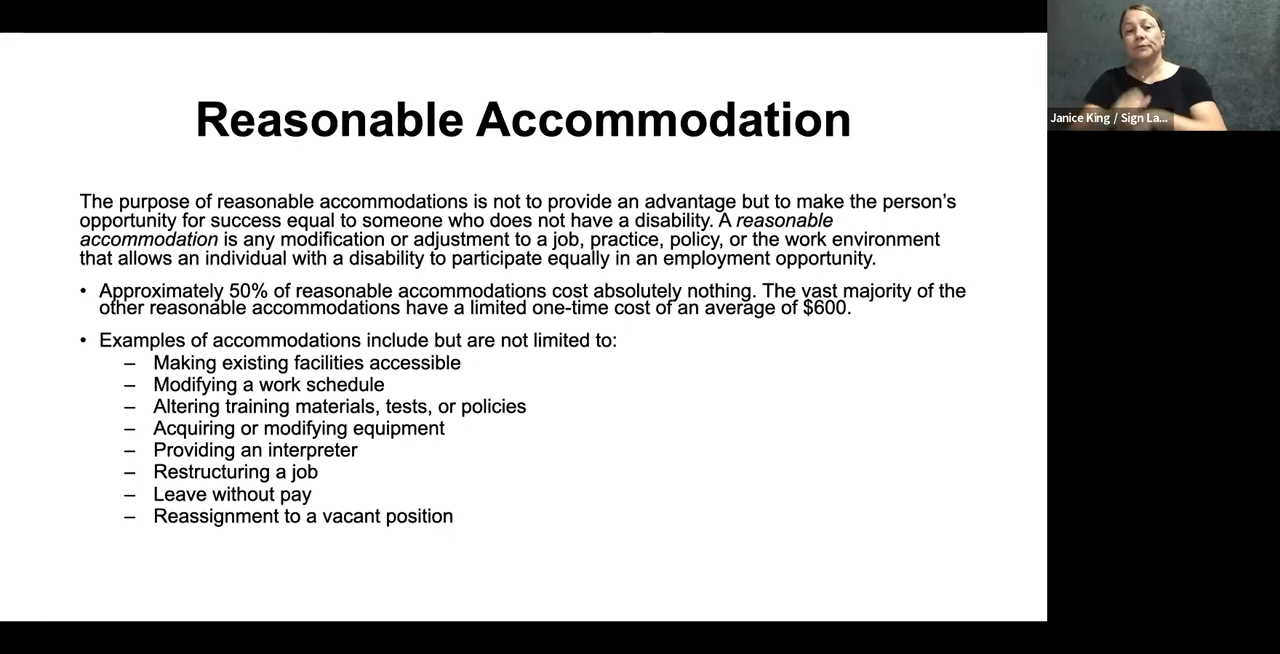 Reasonable Accommodation
The purpose of reasonable accommodations is not to provide an advantage but to make the person’s
opportunity for success equal to someone who does not have a disability. A reasonable
accommodation is any modification or adjustment to a job, practice, policy, or the work environment
that allows an individual with a disability to participate equally in an employment opportunity.
• Approximately 50% of reasonable accommodations cost absolutely nothing. The vast majority of the
other reasonable accommodations have a limited one-time cost of an average of $600.
• Examples of accommodations include but are not limited to:
– Making existing facilities accessible
– Modifying a work schedule
– Altering training materials, tests, or policies
– Acquiring or modifying equipment
– Providing an interpreter
– Restructuring a job
– Leave without pay
– Reassignment to a vacant position
Janice King / Sign La...